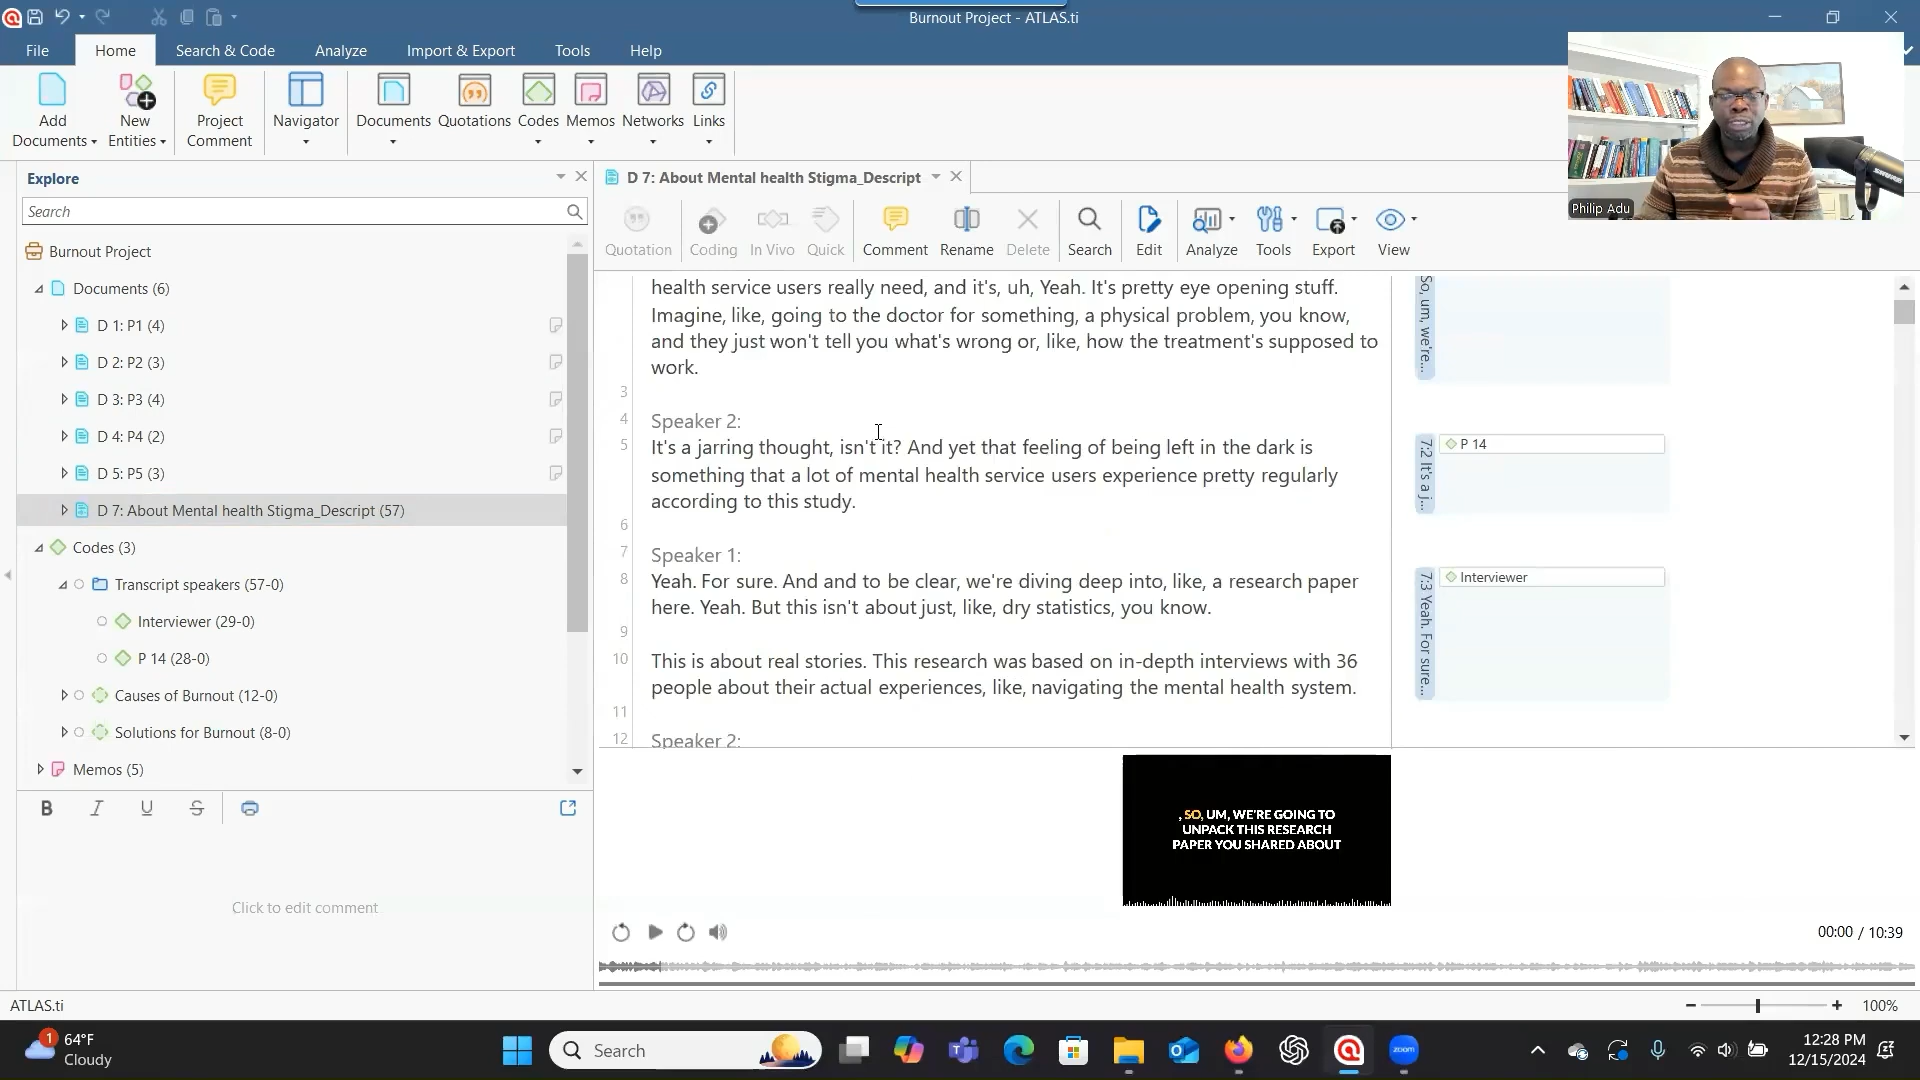 Burnout Project - ATLAS.ti
File
Home
Search & Code
Analyze
Import & Export
Tools
Help
Add
Documents
New
Entities
Project
Comment
Navigator
Documents
Quotations
Codes
Memos
Networks
Links
Philip Adu
Explore
Search
Burnout Project
Documents (6)
D 1: P1 (4)
D 2: P2 (3)
D 3: P3 (4)
D 4: P4 (2)
D 5: P5 (3)
D 7: About Mental health Stigma_Descript (57)
Codes (3)
Transcript speakers (57-0)
Interviewer (29-0)
P 14 (28-0)
Causes of Burnout (12-0)
Solutions for Burnout (8-0)
Memos (5)
B I U S
Click to edit comment
D 7: About Mental health Stigma_Descript
Quotation
Coding
In Vivo
Quick
Comment
Rename
Delete
Search
Edit
Analyze
Tools
Export
View
health service users really need, and it's, uh, Yeah. It's pretty eye opening stuff.
Imagine, like, going to the doctor for something, a physical problem, you know,
and they just won't tell you what's wrong or, like, how the treatment's supposed to
work.
3
4 Speaker 2:
5 It's a jarring thought, isn't it? And yet that feeling of being left in the dark is
something that a lot of mental health service users experience pretty regularly
according to this study.
6
7 Speaker 1:
8 Yeah. For sure. And and to be clear, we're diving deep into, like, a research paper
here. Yeah. But this isn't about just, like, dry statistics, you know.
9
10 This is about real stories. This research was based on in-depth interviews with 36
people about their actual experiences, like, navigating the mental health system.
11
12 Speaker 2:
So, um, we're...
7:2 It's a j...
P 14
7:3 Yeah. For sure...
Interviewer
, SO, UM, WE'RE GOING TO
UNPACK THIS RESEARCH
PAPER YOU SHARED ABOUT
00:00 / 10:39
ATLAS.ti
100%
1
64°F
Cloudy
Search
zoom
12:28 PM
12/15/2024